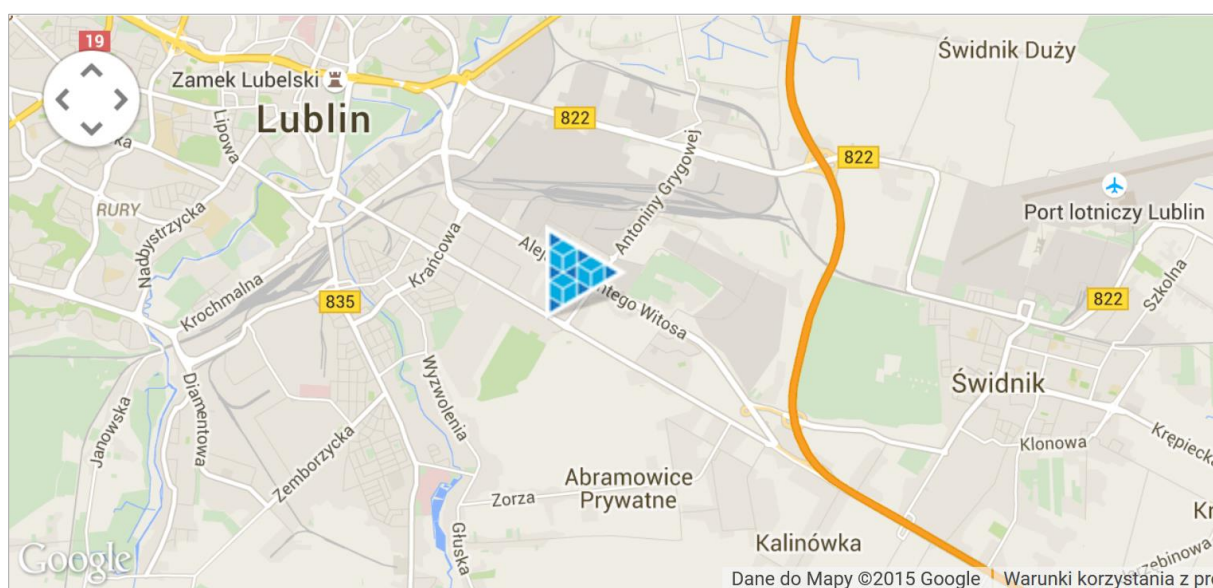 19
Świdnik Duży
Zamek Lubelski
Lublin
822
Lipowa
822
Antoniny Grygowej
RURY
Nadbystrzycka
Port lotniczy Lublin
Krańcowa
Krochmalna
835
ntego Witosa
822
Szkolna
Diamentowa
Wyzwolenia
Świdnik
Janowska
Zemborzycka
Klonowa
Krępiecka
Abramowice
Prywatne
Zorza
Głuska
Kalinówka
Google
Dane do Mapy ©2015 Google
Warunki korzystania z pr